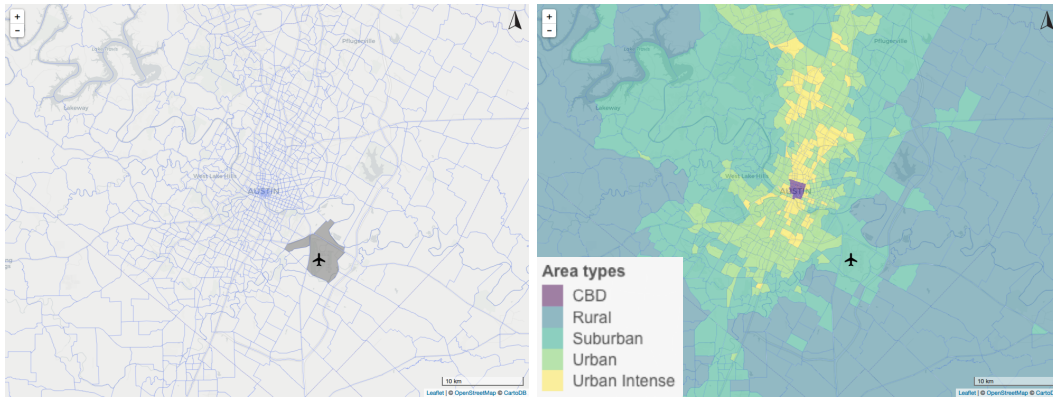 +
−
Lakeway
Pflugerville
West Lake Hills
AUSTIN
10 km
Leaflet | © OpenStreetMap © CartoDB
+
−
Lakeway
Pflugerville
West Lake Hills
AUSTIN
Area types
CBD
Rural
Suburban
Urban
Urban Intense
10 km
Leaflet | © OpenStreetMap © CartoDB